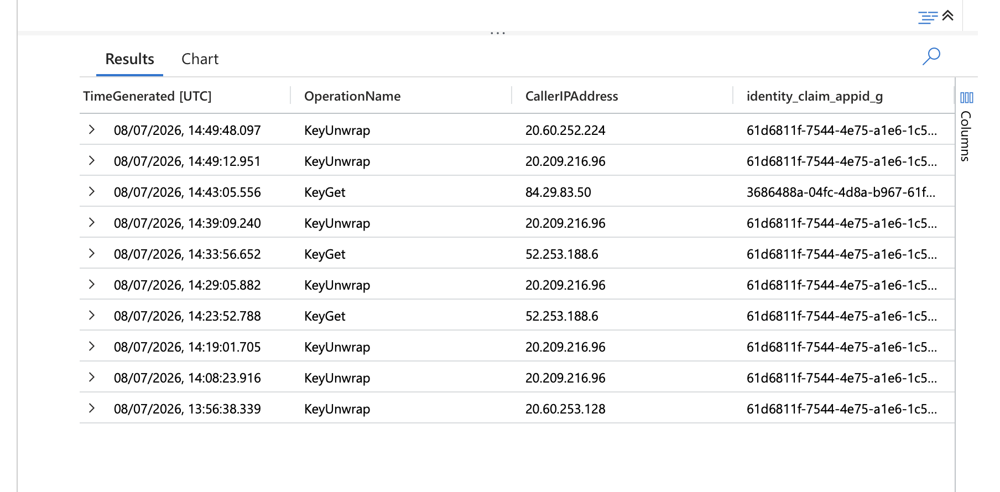 ...
Results Chart
TimeGenerated [UTC] OperationName CallerIPAddress identity_claim_appid_g
08/07/2026, 14:49:48.097 KeyUnwrap 20.60.252.224 61d6811f-7544-4e75-a1e6-1c5...
08/07/2026, 14:49:12.951 KeyUnwrap 20.209.216.96 61d6811f-7544-4e75-a1e6-1c5...
08/07/2026, 14:43:05.556 KeyGet 84.29.83.50 3686488a-04fc-4d8a-b967-61f...
08/07/2026, 14:39:09.240 KeyUnwrap 20.209.216.96 61d6811f-7544-4e75-a1e6-1c5...
08/07/2026, 14:33:56.652 KeyGet 52.253.188.6 61d6811f-7544-4e75-a1e6-1c5...
08/07/2026, 14:29:05.882 KeyUnwrap 20.209.216.96 61d6811f-7544-4e75-a1e6-1c5...
08/07/2026, 14:23:52.788 KeyGet 52.253.188.6 61d6811f-7544-4e75-a1e6-1c5...
08/07/2026, 14:19:01.705 KeyUnwrap 20.209.216.96 61d6811f-7544-4e75-a1e6-1c5...
08/07/2026, 14:08:23.916 KeyUnwrap 20.209.216.96 61d6811f-7544-4e75-a1e6-1c5...
08/07/2026, 13:56:38.339 KeyUnwrap 20.60.253.128 61d6811f-7544-4e75-a1e6-1c5...
Columns